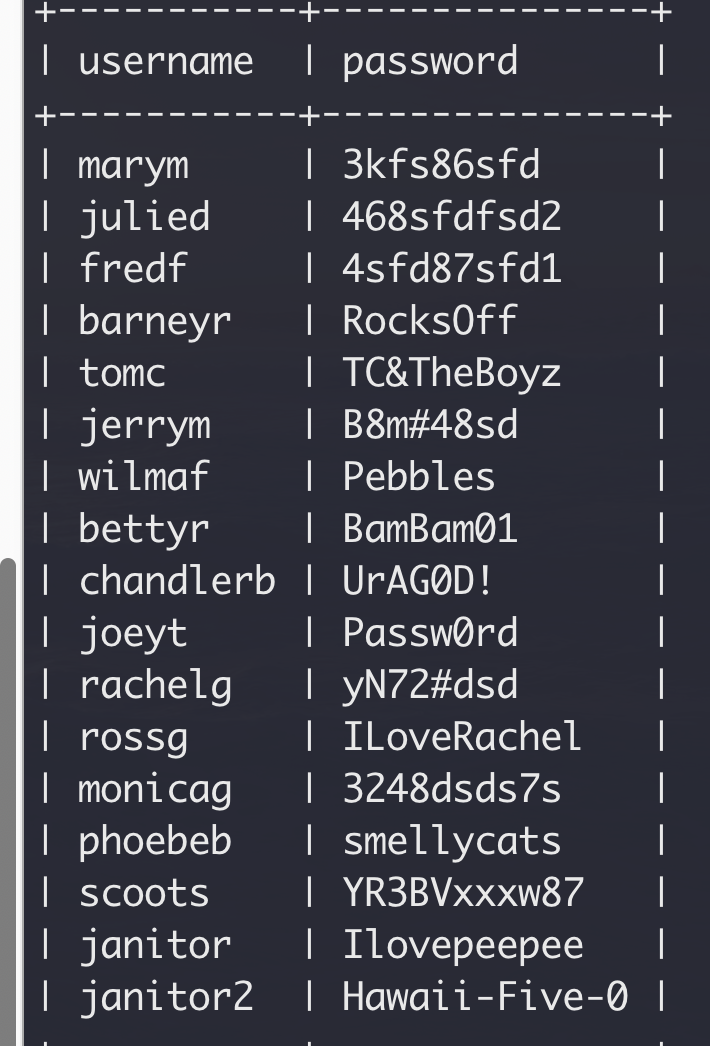 +-----------+---------------+
| username  | password      |
+-----------+---------------+
| marym     | 3kfs86sfd     |
| julied    | 468sfdfsd2    |
| fredf     | 4sfd87sfd1    |
| barneyr   | RocksOff      |
| tomc      | TC&TheBoyz    |
| jerrym    | B8m#48sd      |
| wilmaf    | Pebbles       |
| bettyr    | BamBam01      |
| chandlerb | UrAG0D!       |
| joeyt     | Passw0rd      |
| rachelg   | yN72#dsd      |
| rossg     | ILoveRachel   |
| monicag   | 3248dsds7s    |
| phoebeb   | smellycats    |
| scoots    | YR3BVxxxw87   |
| janitor   | Ilovepeepee   |
| janitor2  | Hawaii-Five-0 |